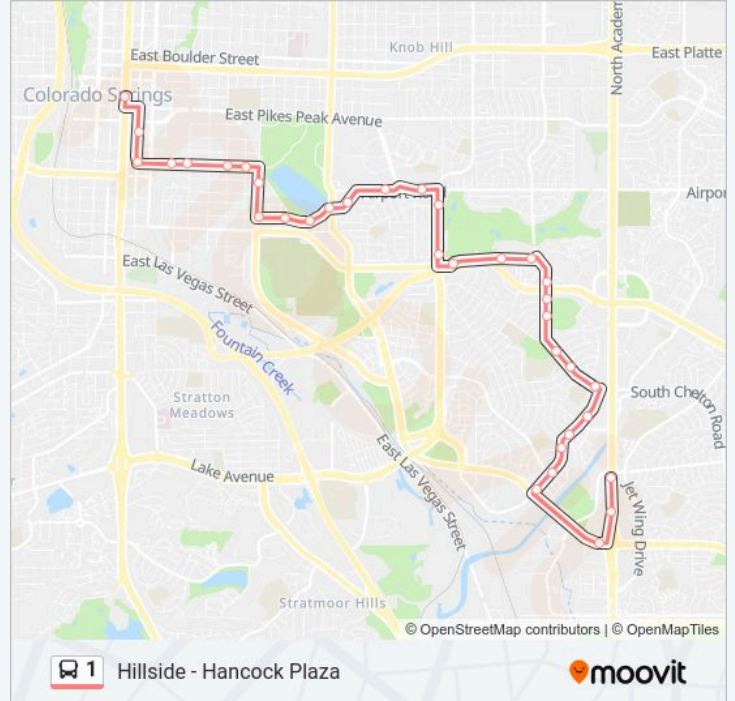 North Academ
Knob Hill
East Boulder Street
East Platte
Colorado Springs
East Pikes Peak Avenue
Airpor
East Las Vegas Street
Fountain Creek
Stratton
Meadows
South Chelton
Road
Lake Avenue
East Las Vegas Street
Jet Wing Drive
Stratmoor Hills
© OpenStreetMap contributors | © OpenMapTiles
1 Hillside - Hancock Plaza
moovit